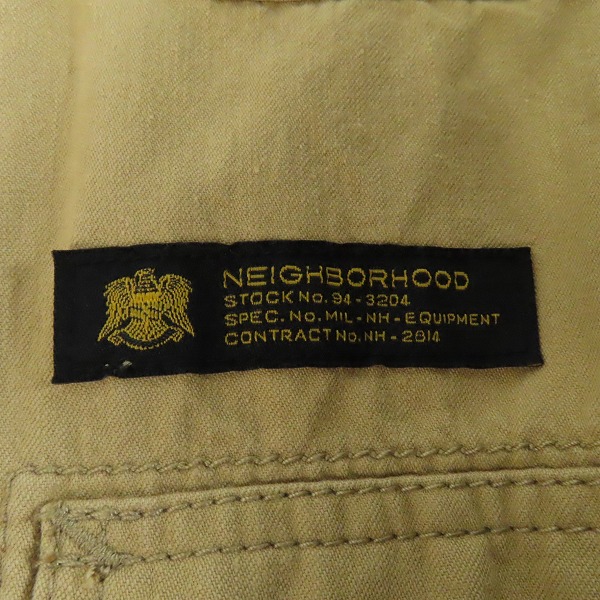 NEIGHBORHOOD
STOCK No. 94-3204
SPEC. No. MIL-NH-EQUIPMENT
CONTRACT No. NH-2814